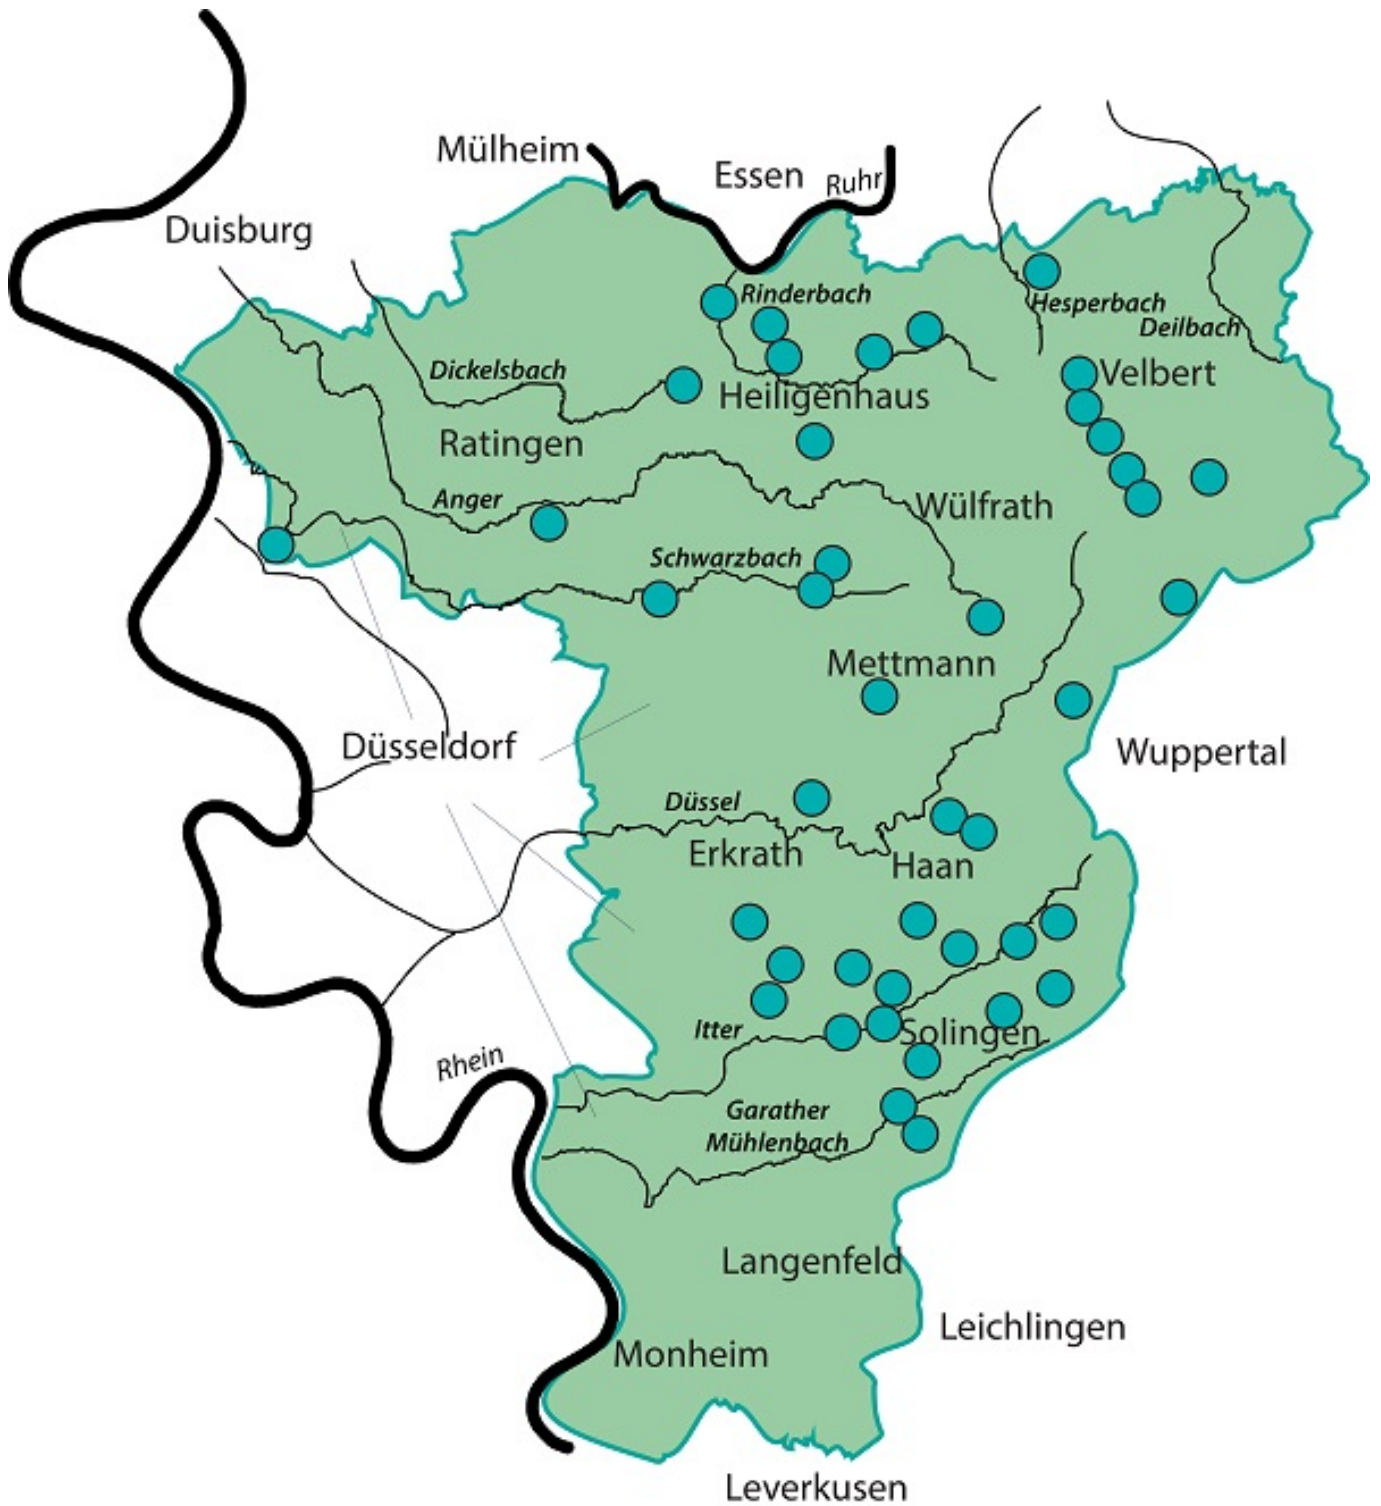 Mülheim
Essen
Ruhr
Duisburg
Rinderbach
Hesperbach
Deilbach
Dickelsbach
Velbert
Heiligenhaus
Ratingen
Anger
Wülfrath
Schwarzbach
Mettmann
Düsseldorf
Wuppertal
Düssel
Erkrath
Haan
Itter
Solingen
Rhein
Garather
Mühlenbach
Langenfeld
Leichlingen
Monheim
Leverkusen